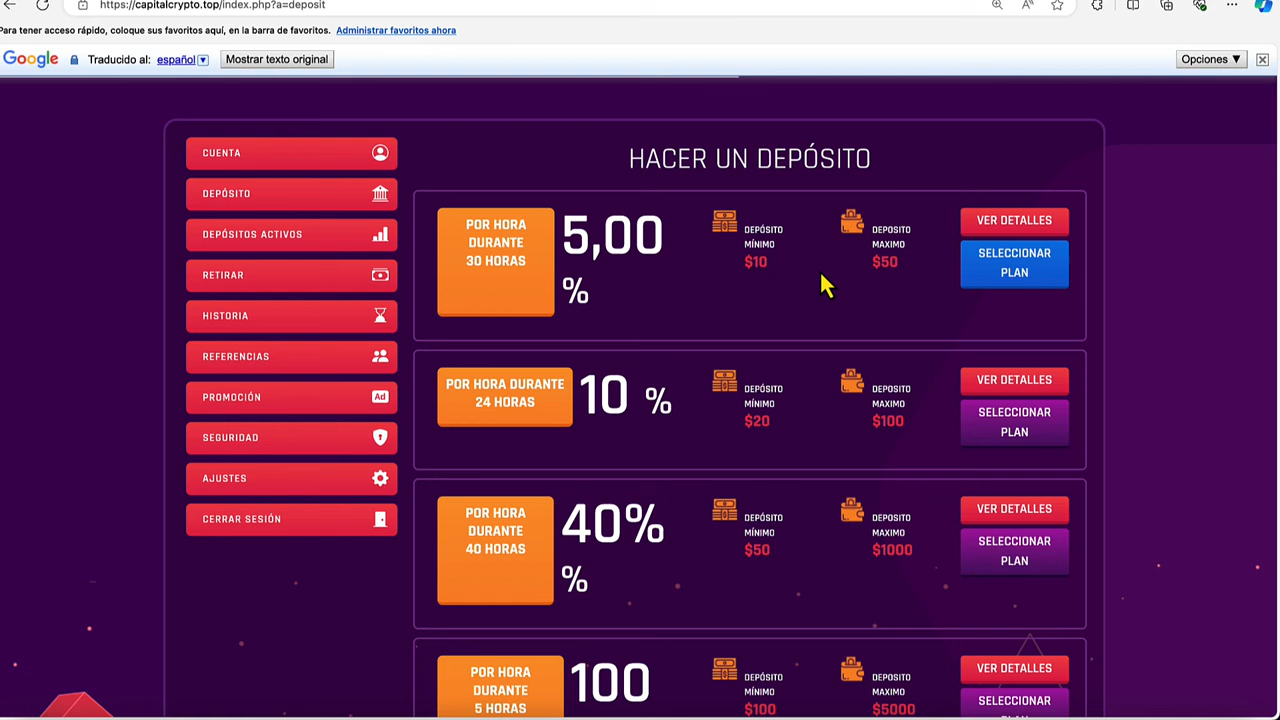 https://capitalcrypto.top/index.php?a=deposit
Para tener acceso rápido, coloque sus favoritos aquí, en la barra de favoritos. Administrar favoritos ahora
Google Traducido al: español Mostrar texto original Opciones ▼
HACER UN DEPÓSITO
CUENTA
DEPÓSITO
DEPÓSITOS ACTIVOS
RETIRAR
HISTORIA
REFERENCIAS
PROMOCIÓN Ad
SEGURIDAD
AJUSTES
CERRAR SESIÓN
POR HORA
DURANTE
30 HORAS
5,00
%
DEPÓSITO
MÍNIMO
$10
DEPOSITO
MAXIMO
$50
VER DETALLES
SELECCIONAR
PLAN
POR HORA DURANTE
24 HORAS
10 %
DEPÓSITO
MÍNIMO
$20
DEPOSITO
MAXIMO
$100
VER DETALLES
SELECCIONAR
PLAN
POR HORA
DURANTE
40 HORAS
40%
%
DEPÓSITO
MÍNIMO
$50
DEPOSITO
MAXIMO
$1000
VER DETALLES
SELECCIONAR
PLAN
POR HORA
DURANTE
5 HORAS
100
DEPÓSITO
MÍNIMO
$100
DEPOSITO
MAXIMO
$5000
VER DETALLES
SELECCIONAR